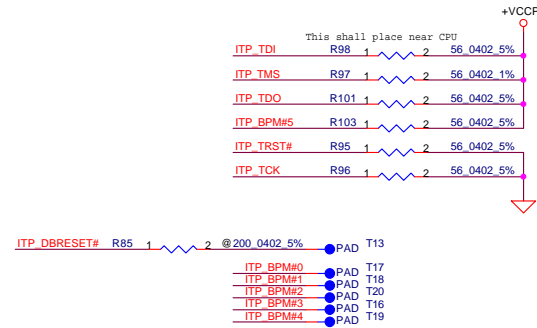 +VCCP
This shall place near CPU
ITP_TDI R98 1 2 56_0402_5%
ITP_TMS R97 1 2 56_0402_1%
ITP_TDO R101 1 2 56_0402_5%
ITP_BPM#5 R103 1 2 56_0402_5%
ITP_TRST# R95 1 2 56_0402_5%
ITP_TCK R96 1 2 56_0402_5%
ITP_DBRESET# R85 1 2 @200_0402_5% PAD T13
ITP_BPM#0 PAD T17
ITP_BPM#1 PAD T18
ITP_BPM#2 PAD T20
ITP_BPM#3 PAD T16
ITP_BPM#4 PAD T19